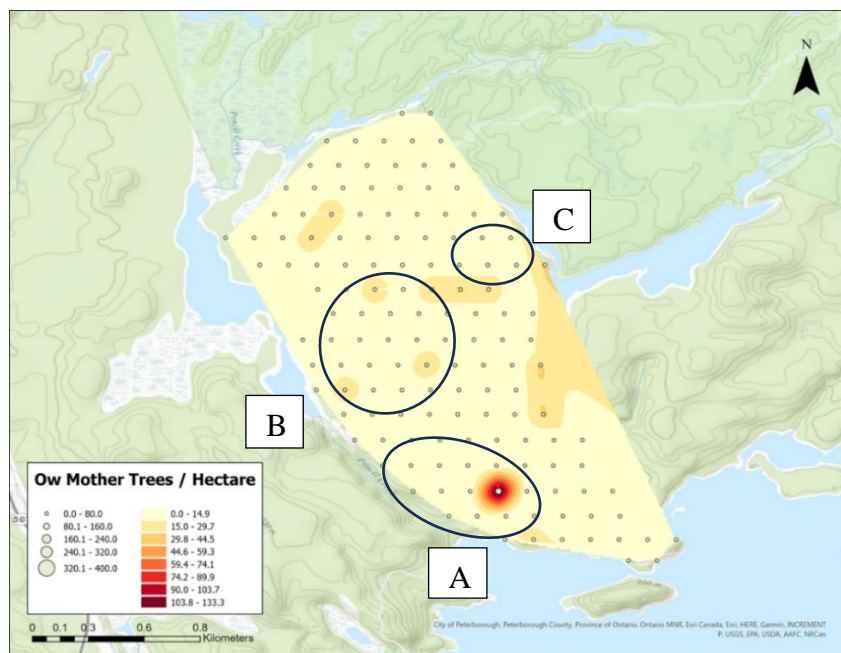 N
C
B
A
Ow Mother Trees / Hectare
0.0 - 80.0
80.1 - 160.0
160.1 - 240.0
240.1 - 320.0
320.1 - 400.0
0.0 - 14.9
15.0 - 29.7
29.8 - 44.5
44.6 - 59.3
59.4 - 74.1
74.2 - 89.9
90.0 - 103.7
103.8 - 133.3
0 0.1 0.3 0.6 0.8
Kilometers
City of Peterborough, Peterborough County, Province of Ontario, Ontario MNR, Esri Canada, Esri, HERE, Garmin, INCREMENT
P, USGS, EPA, USDA, AAFC, NRCan